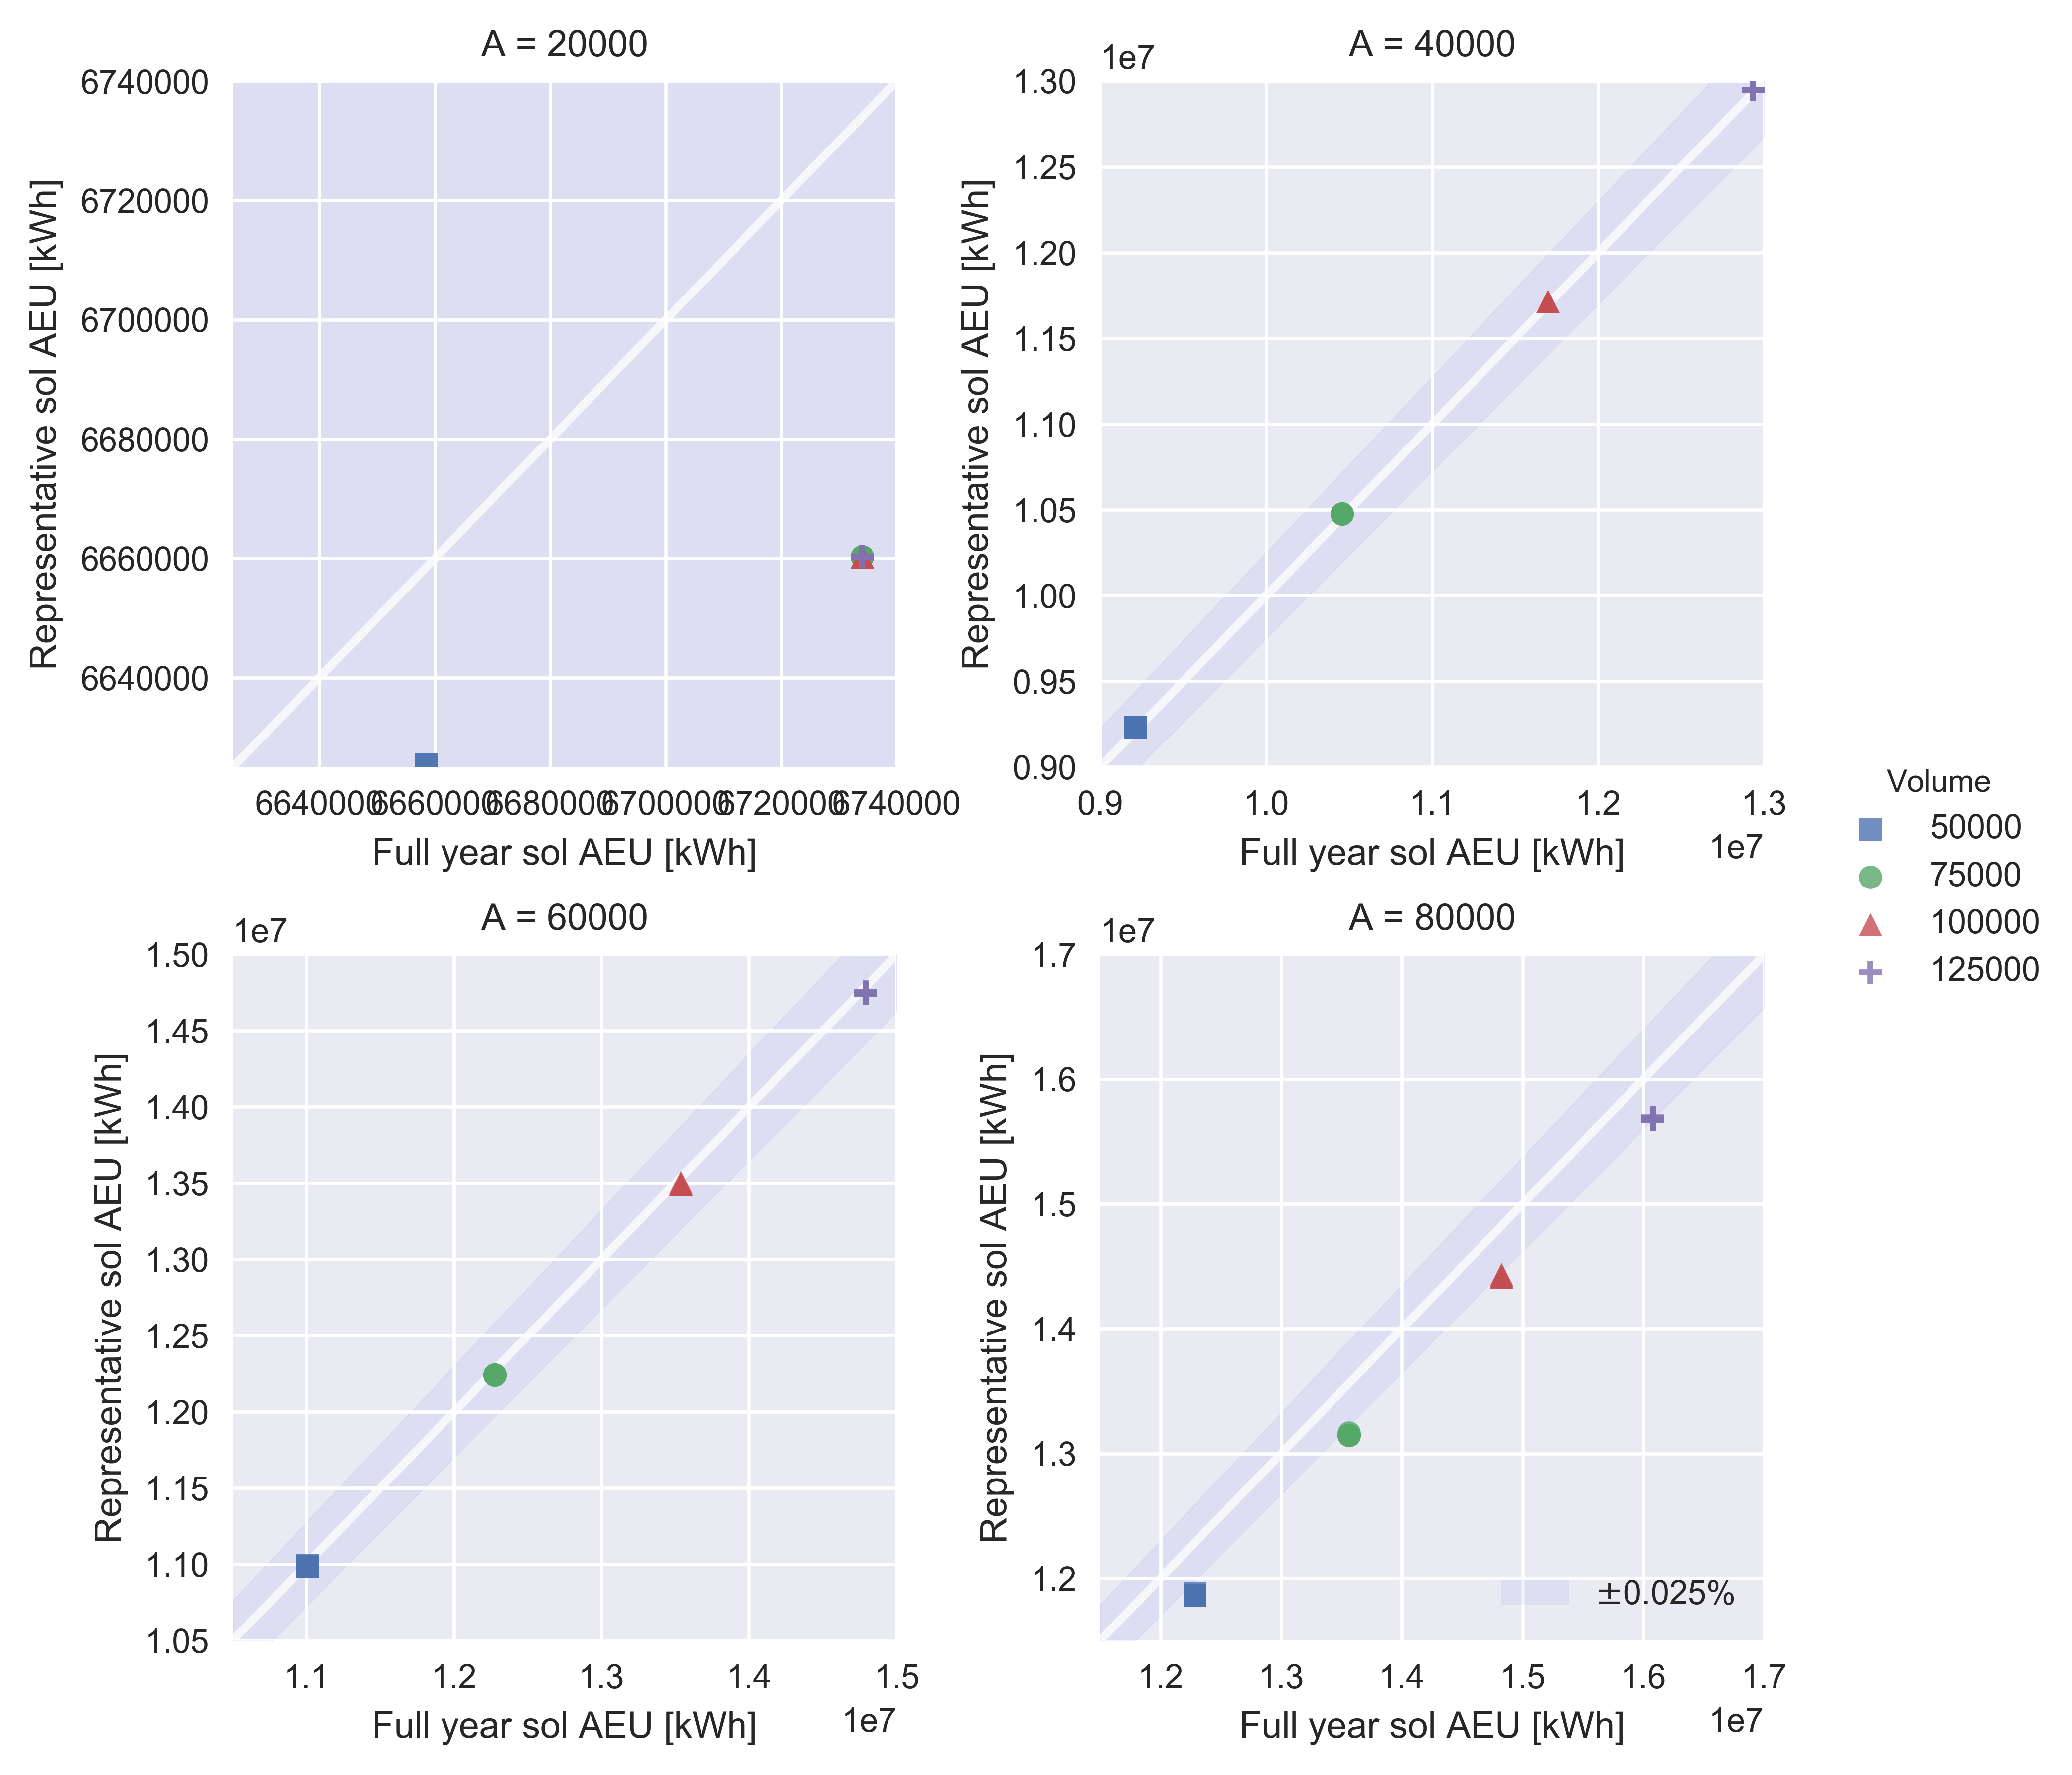 A = 20000
6740000
6720000
6700000
6680000
6660000
6640000
Representative sol AEU [kWh]
6640000 6660000 6680000 6700000 6720000 6740000
Full year sol AEU [kWh]
A = 40000
1e7
1.30
1.25
1.20
1.15
1.10
1.05
1.00
0.95
0.90
Representative sol AEU [kWh]
0.9 1.0 1.1 1.2 1.3
1e7
Full year sol AEU [kWh]
Volume
50000
75000
100000
125000
A = 60000
1e7
1.50
1.45
1.40
1.35
1.30
1.25
1.20
1.15
1.10
1.05
Representative sol AEU [kWh]
1.1 1.2 1.3 1.4 1.5
1e7
Full year sol AEU [kWh]
A = 80000
1e7
1.7
1.6
1.5
1.4
1.3
1.2
Representative sol AEU [kWh]
±0.025%
1.2 1.3 1.4 1.5 1.6 1.7
1e7
Full year sol AEU [kWh]